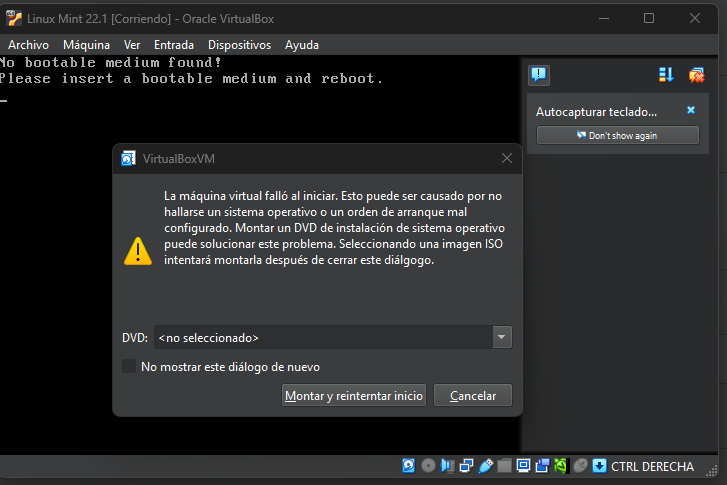 Linux Mint 22.1 [Corriendo] - Oracle VirtualBox
Archivo Máquina Ver Entrada Dispositivos Ayuda
No bootable medium found!
Please insert a bootable medium and reboot.
Autocapturar teclado...
Don't show again
VirtualBoxVM
La máquina virtual falló al iniciar. Esto puede ser causado por no
hallarse un sistema operativo o un orden de arranque mal
configurado. Montar un DVD de instalación de sistema operativo
puede solucionar este problema. Seleccionando una imagen ISO
intentará montarla después de cerrar este diálgogo.
DVD: <no seleccionado>
No mostrar este diálogo de nuevo
Montar y reinterntar inicio Cancelar
CTRL DERECHA